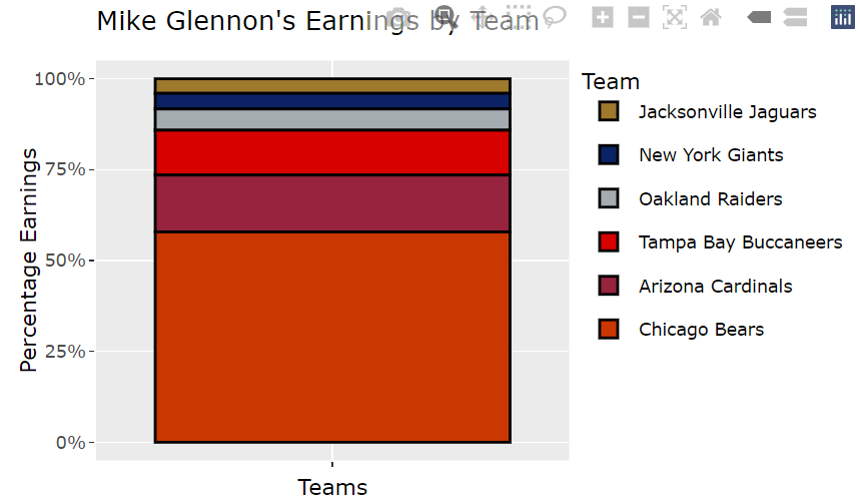 Mike Glennon's Earnings by Team
100%
75%
50%
25%
0%
Percentage Earnings
Teams
Team
Jacksonville Jaguars
New York Giants
Oakland Raiders
Tampa Bay Buccaneers
Arizona Cardinals
Chicago Bears